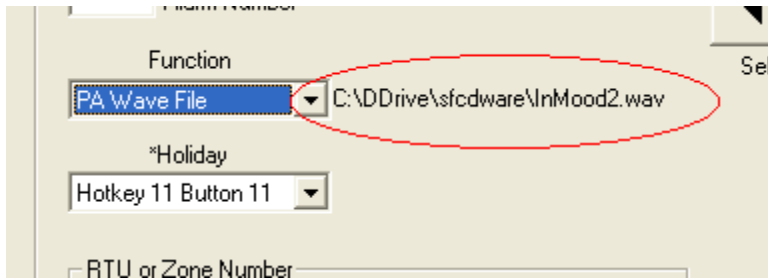 Alarm Number
Function
Sel
PA Wave File C:\DDrive\sfcdware\InMood2.wav
*Holiday
Hotkey 11 Button 11
RTU or Zone Number